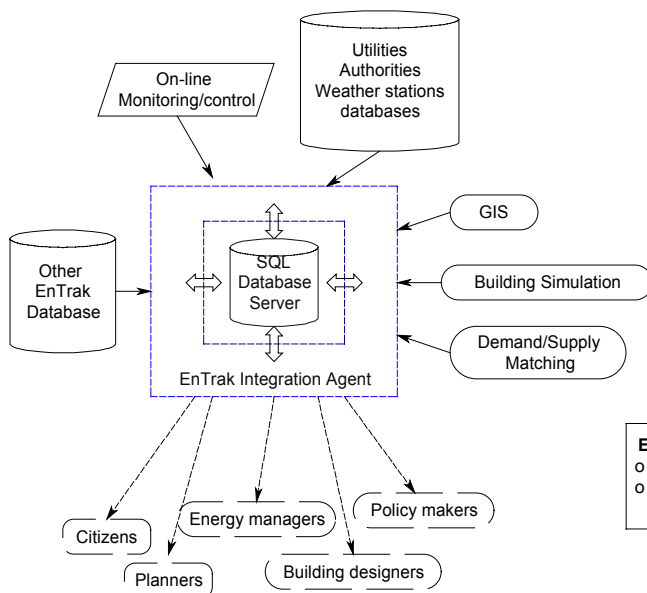 Utilities
Authorities
Weather stations
databases
On-line
Monitoring/control
GIS
Other
EnTrak
Database
SQL
Database
Server
Building Simulation
Demand/Supply
Matching
EnTrak Integration Agent
E
o
o
Policy makers
Energy managers
Citizens
Planners
Building designers